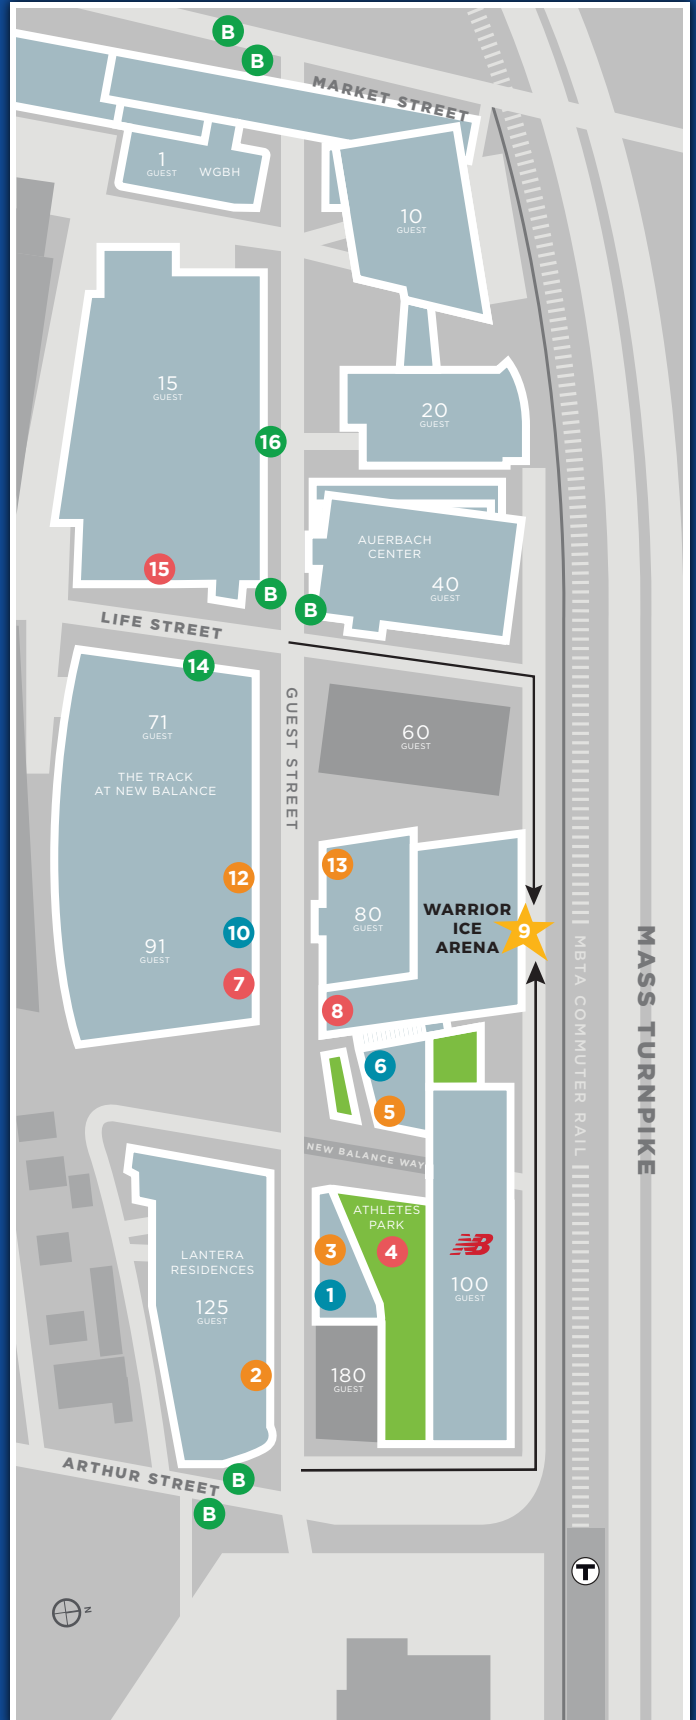 B
B
MARKET STREET
1
GUEST
WGBH
10
GUEST
15
GUEST
20
GUEST
16
AUERBACH
CENTER
40
GUEST
15
B
B
LIFE STREET
14
GUEST STREET
71
GUEST
60
GUEST
THE TRACK
AT NEW BALANCE
13
12
80
GUEST
WARRIOR
ICE
ARENA
9
10
91
GUEST
7
8
MASS TURNPIKE
MBTA COMMUTER RAIL
6
5
NEW BALANCE WAY
ATHLETES
PARK
3
4
NB
LANTERA
RESIDENCES
125
GUEST
1
100
GUEST
2
180
GUEST
ARTHUR STREET
B
B
T
N